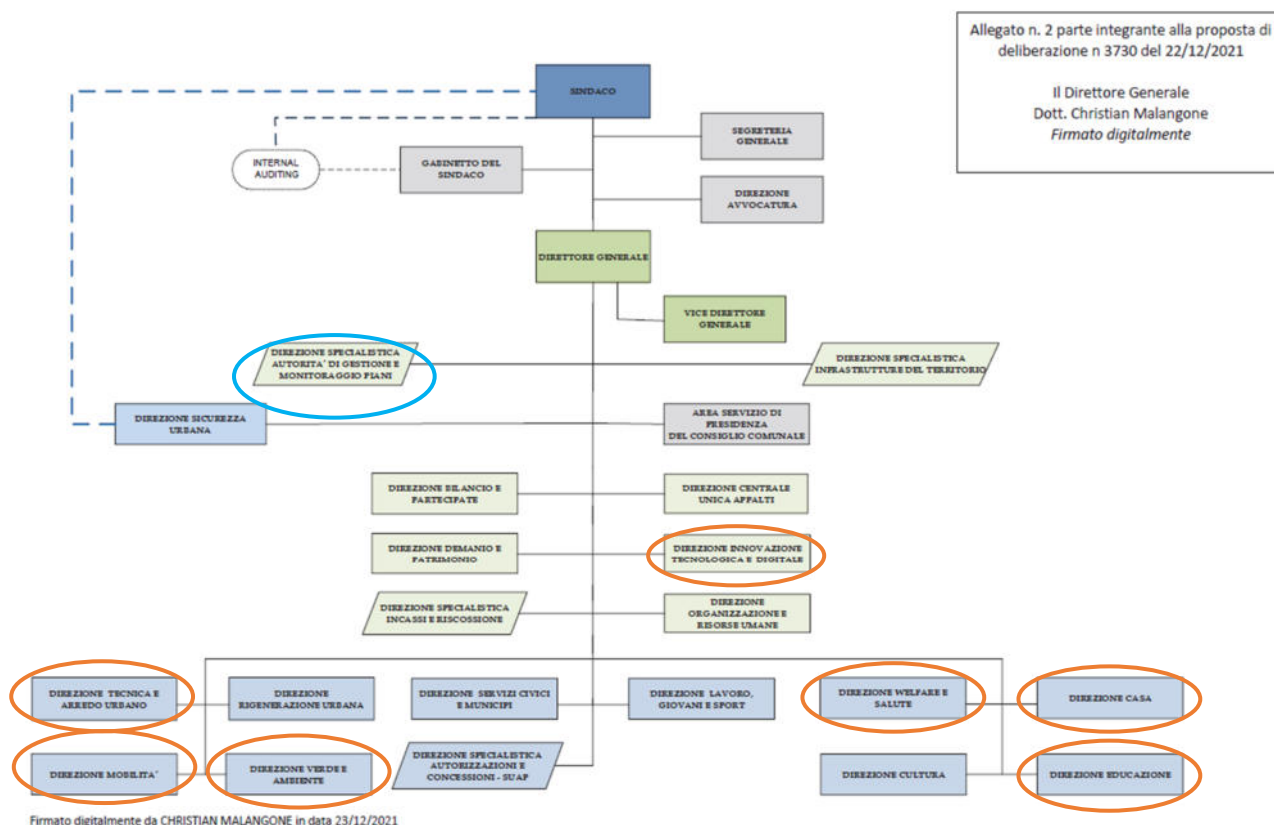 Allegato n. 2 parte integrante alla proposta di
deliberazione n 3730 del 22/12/2021
Il Direttore Generale
Dott. Christian Malangone
Firmato digitalmente
SINDACO
SEGRETERIA
GENERALE
INTERNAL
AUDITING
GABINETTO DEL
SINDACO
DIREZIONE
AVVOCATURA
DIRETTORE GENERALE
VICE DIRETTORE
GENERALE
DIREZIONE SPECIALISTICA
AUTORITA' DI GESTIONE E
MONITORAGGIO PIANI
DIREZIONE SPECIALISTICA
INFRASTRUTTURE DEL TERRITORIO
DIREZIONE SICUREZZA
URBANA
AREA SERVIZIO DI
PRESIDENZA
DEL CONSIGLIO COMUNALE
DIREZIONE BILANCIO E
PARTECIPATE
DIREZIONE CENTRALE
UNICA APPALTI
DIREZIONE DEMANIO E
PATRIMONIO
DIREZIONE INNOVAZIONE
TECNOLOGICA E DIGITALE
DIREZIONE SPECIALISTICA
INCASSI E RISCOSSIONE
DIREZIONE
ORGANIZZAZIONE E
RISORSE UMANE
DIREZIONE TECNICA E
ARREDO URBANO
DIREZIONE
RIGENERAZIONE URBANA
DIREZIONE SERVIZI CIVICI
E MUNICIPI
DIREZIONE LAVORO,
GIOVANI E SPORT
DIREZIONE WELFARE E
SALUTE
DIREZIONE CASA
DIREZIONE MOBILITA'
DIREZIONE VERDE E
AMBIENTE
DIREZIONE SPECIALISTICA
AUTORIZZAZIONI E
CONCESSIONI - SUAP
DIREZIONE CULTURA
DIREZIONE EDUCAZIONE
Firmato digitalmente da CHRISTIAN MALANGONE in data 23/12/2021